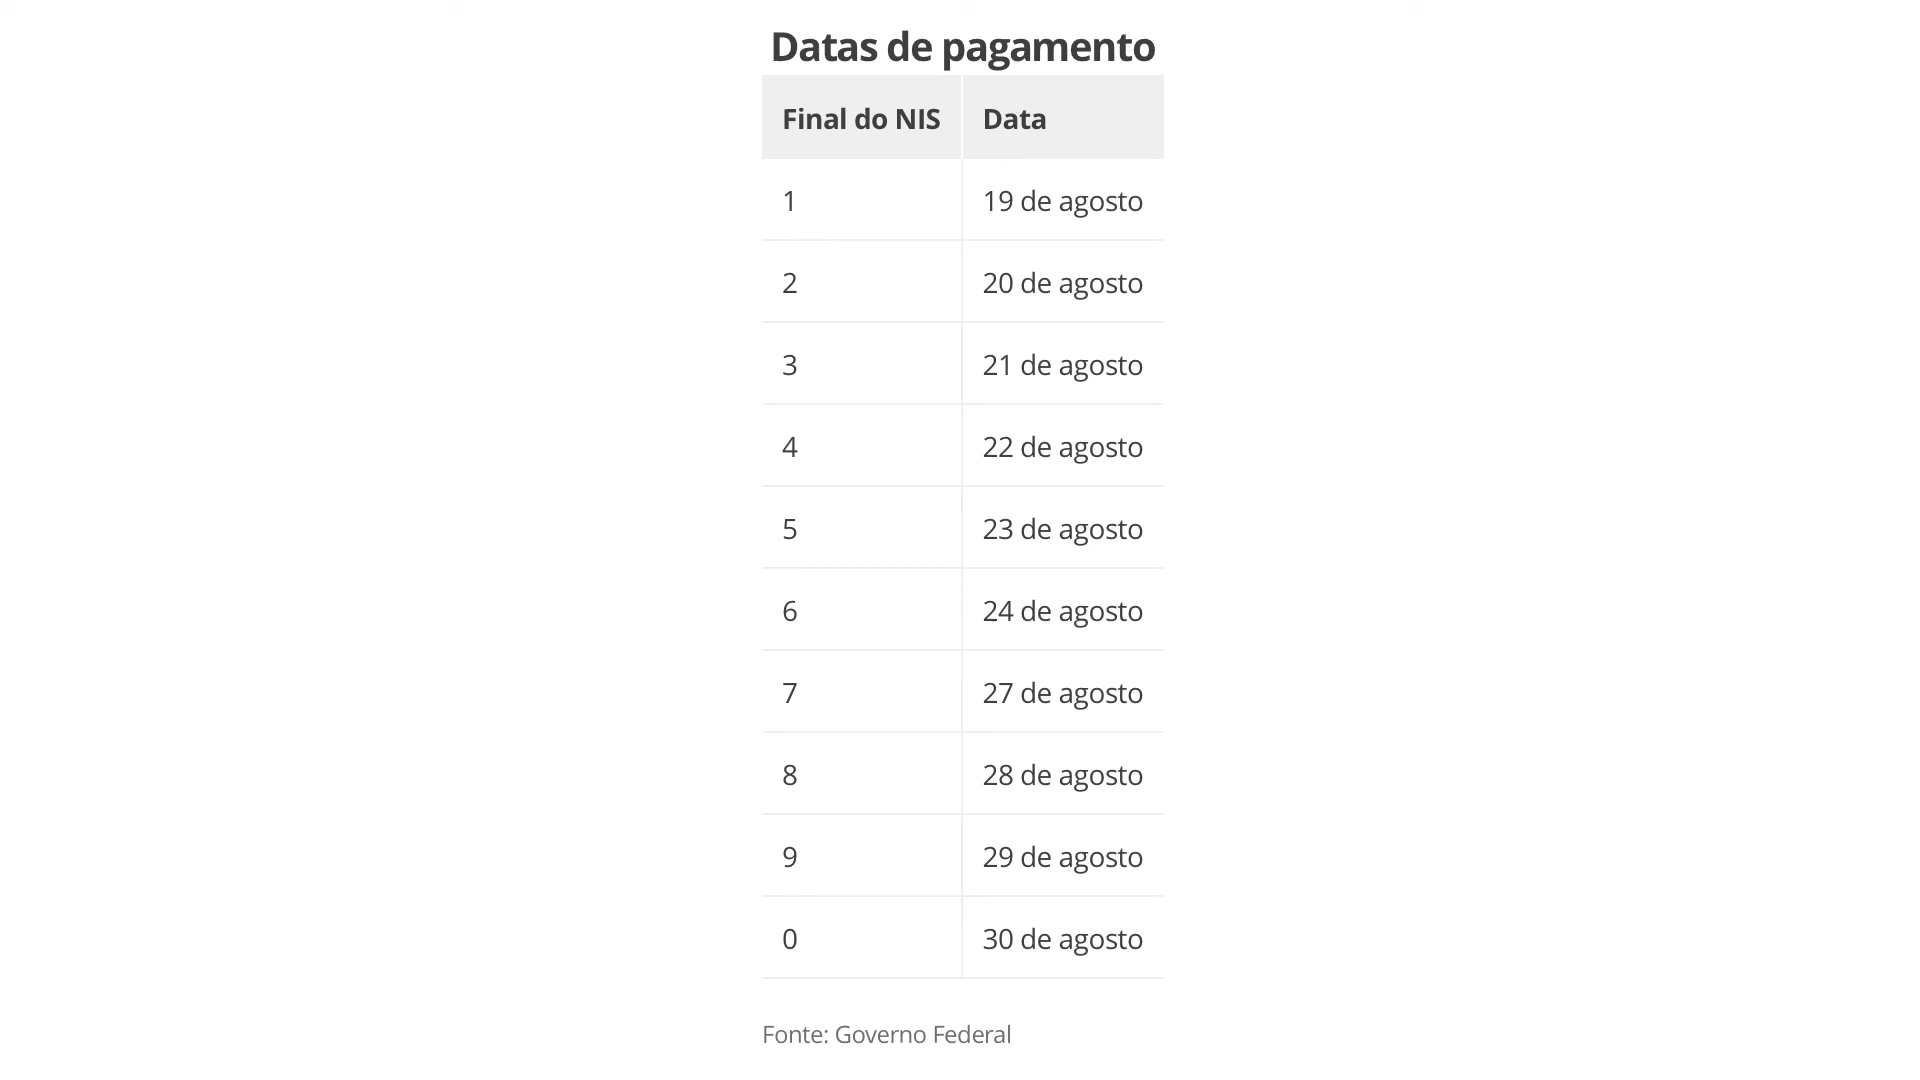 Datas de pagamento
Final do NIS Data
1 19 de agosto
2 20 de agosto
3 21 de agosto
4 22 de agosto
5 23 de agosto
6 24 de agosto
7 27 de agosto
8 28 de agosto
9 29 de agosto
0 30 de agosto
Fonte: Governo Federal